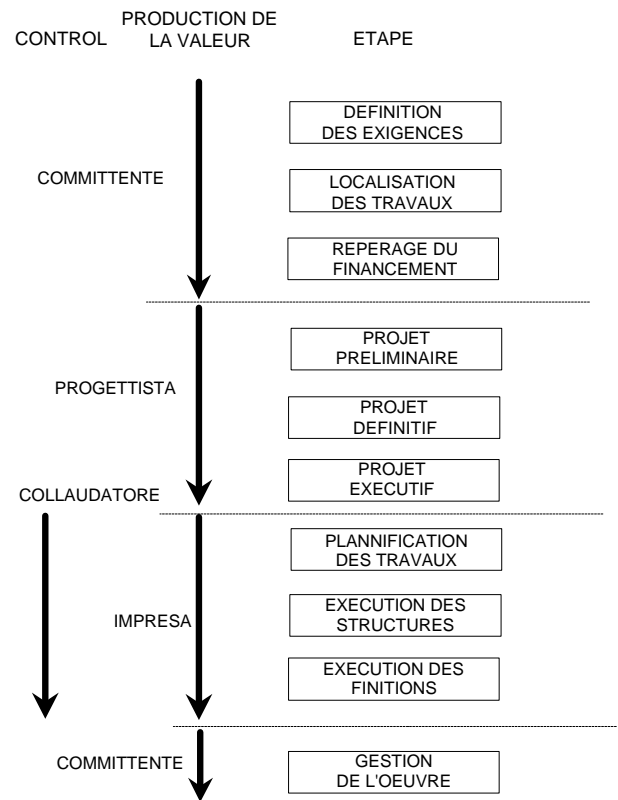 CONTROL
PRODUCTION DE
LA VALEUR
ETAPE
COMMITTENTE
DEFINITION
DES EXIGENCES
LOCALISATION
DES TRAVAUX
REPERAGE DU
FINANCEMENT
PROGETTISTA
PROJET
PRELIMINAIRE
PROJET
DEFINITIF
PROJET
EXECUTIF
COLLAUDATORE
IMPRESA
PLANNIFICATION
DES TRAVAUX
EXECUTION DES
STRUCTURES
EXECUTION DES
FINITIONS
COMMITTENTE
GESTION
DE L'OEUVRE